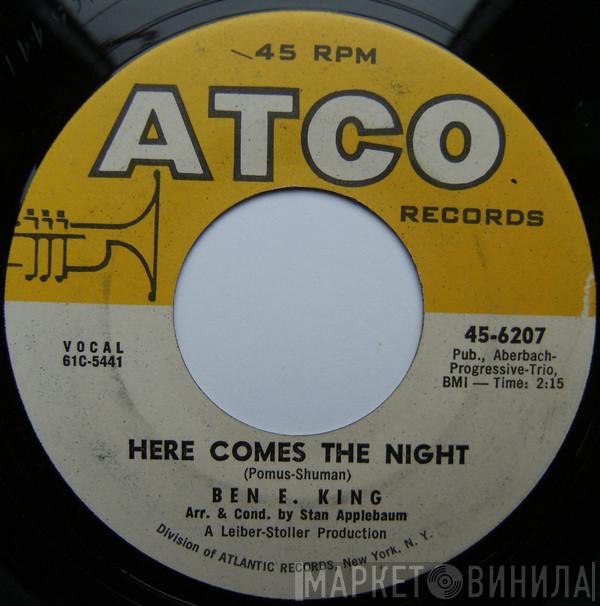 45 RPM
ATCO
RECORDS
VOCAL
61C-5441
45-6207
Pub., Aberbach-
Progressive-Trio,
BMI — Time: 2:15
HERE COMES THE NIGHT
(Pomus-Shuman)
BEN E. KING
Arr. & Cond. by Stan Applebaum
A Leiber-Stoller Production
Division of ATLANTIC RECORDS, New York, N. Y.
МАРКЕТ ВИНИЛА